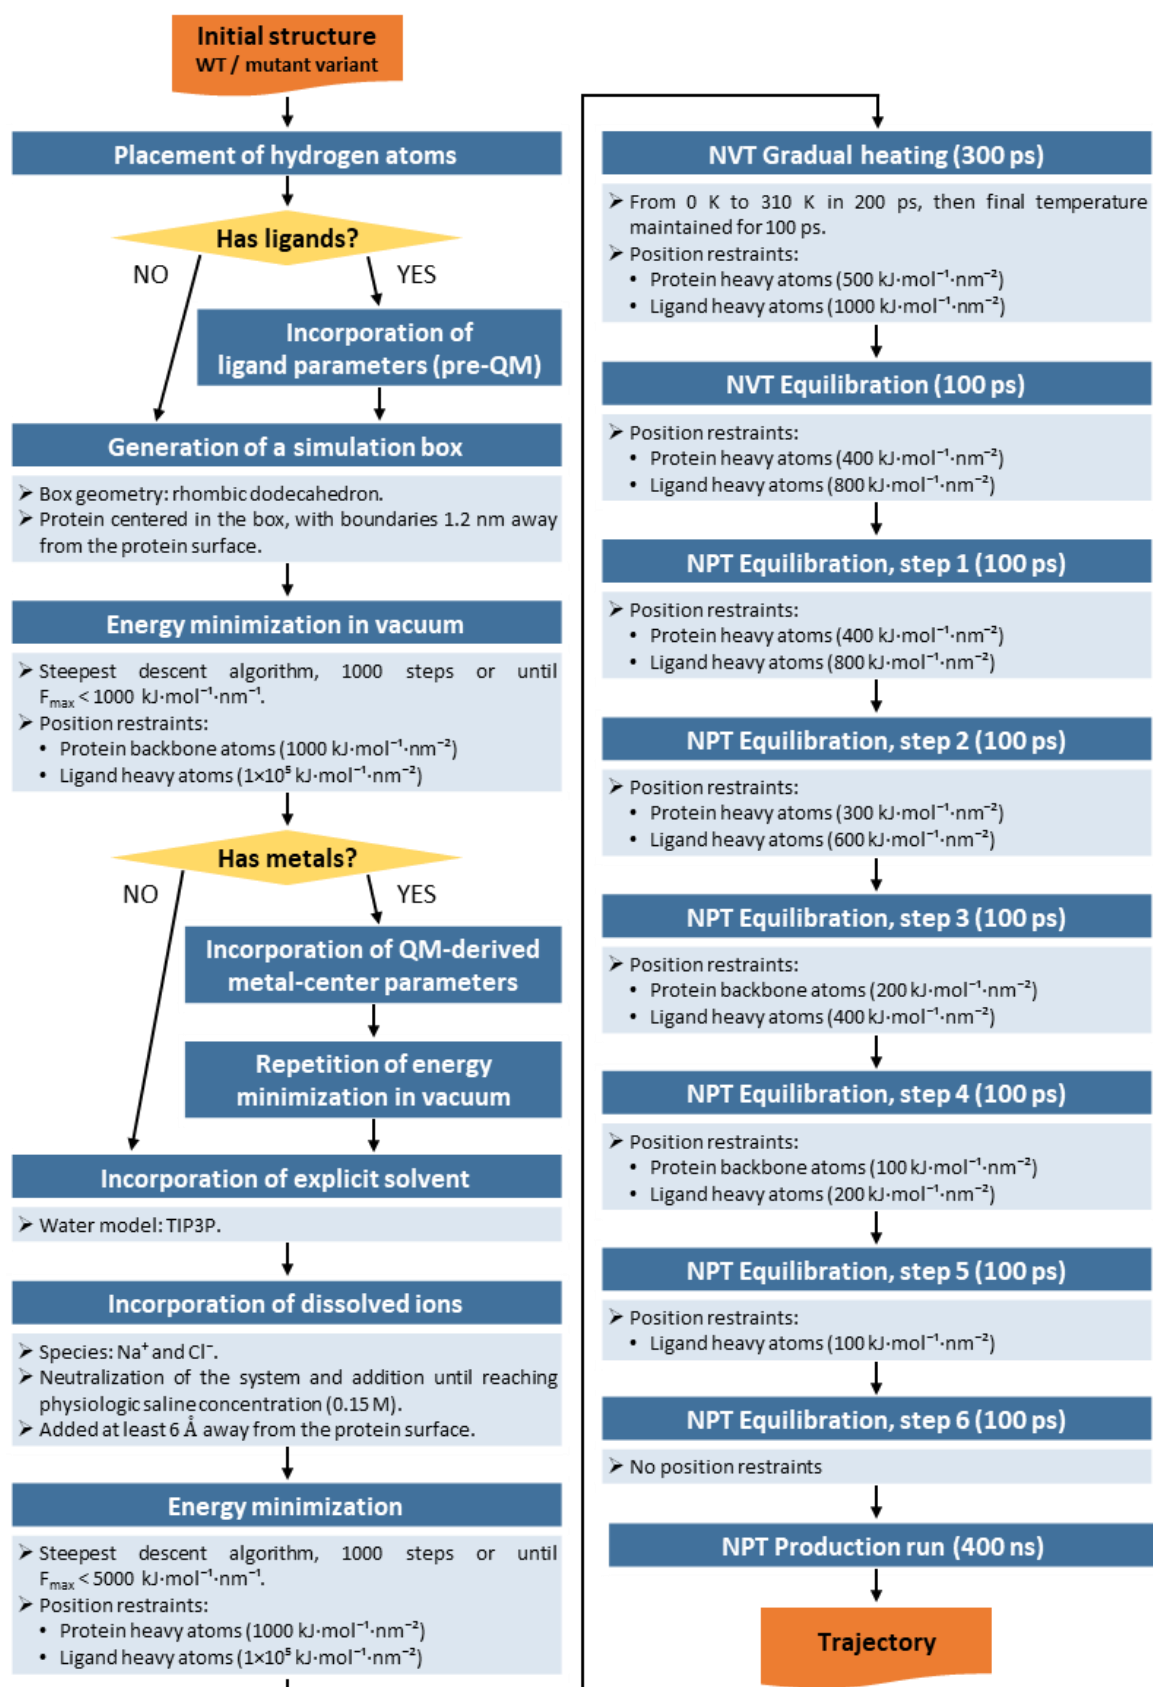 Initial structure
WT / mutant variant
Placement of hydrogen atoms
Has ligands?
NO
YES
Incorporation of
ligand parameters (pre-QM)
Generation of a simulation box
➢ Box geometry: rhombic dodecahedron.
➢ Protein centered in the box, with boundaries 1.2 nm away
from the protein surface.
Energy minimization in vacuum
➢ Steepest descent algorithm, 1000 steps or until
Fmax < 1000 kJ·mol⁻¹·nm⁻¹.
➢ Position restraints:
• Protein backbone atoms (1000 kJ·mol⁻¹·nm⁻²)
• Ligand heavy atoms (1×10⁵ kJ·mol⁻¹·nm⁻²)
Has metals?
NO
YES
Incorporation of QM-derived
metal-center parameters
Repetition of energy
minimization in vacuum
Incorporation of explicit solvent
➢ Water model: TIP3P.
Incorporation of dissolved ions
➢ Species: Na⁺ and Cl⁻.
➢ Neutralization of the system and addition until reaching
physiologic saline concentration (0.15 M).
➢ Added at least 6 Å away from the protein surface.
Energy minimization
➢ Steepest descent algorithm, 1000 steps or until
Fmax < 5000 kJ·mol⁻¹·nm⁻¹.
➢ Position restraints:
• Protein heavy atoms (1000 kJ·mol⁻¹·nm⁻²)
• Ligand heavy atoms (1×10⁵ kJ·mol⁻¹·nm⁻²)
NVT Gradual heating (300 ps)
➢ From 0 K to 310 K in 200 ps, then final temperature
maintained for 100 ps.
➢ Position restraints:
• Protein heavy atoms (500 kJ·mol⁻¹·nm⁻²)
• Ligand heavy atoms (1000 kJ·mol⁻¹·nm⁻²)
NVT Equilibration (100 ps)
➢ Position restraints:
• Protein heavy atoms (400 kJ·mol⁻¹·nm⁻²)
• Ligand heavy atoms (800 kJ·mol⁻¹·nm⁻²)
NPT Equilibration, step 1 (100 ps)
➢ Position restraints:
• Protein heavy atoms (400 kJ·mol⁻¹·nm⁻²)
• Ligand heavy atoms (800 kJ·mol⁻¹·nm⁻²)
NPT Equilibration, step 2 (100 ps)
➢ Position restraints:
• Protein heavy atoms (300 kJ·mol⁻¹·nm⁻²)
• Ligand heavy atoms (600 kJ·mol⁻¹·nm⁻²)
NPT Equilibration, step 3 (100 ps)
➢ Position restraints:
• Protein backbone atoms (200 kJ·mol⁻¹·nm⁻²)
• Ligand heavy atoms (400 kJ·mol⁻¹·nm⁻²)
NPT Equilibration, step 4 (100 ps)
➢ Position restraints:
• Protein backbone atoms (100 kJ·mol⁻¹·nm⁻²)
• Ligand heavy atoms (200 kJ·mol⁻¹·nm⁻²)
NPT Equilibration, step 5 (100 ps)
➢ Position restraints:
• Ligand heavy atoms (100 kJ·mol⁻¹·nm⁻²)
NPT Equilibration, step 6 (100 ps)
➢ No position restraints
NPT Production run (400 ns)
Trajectory